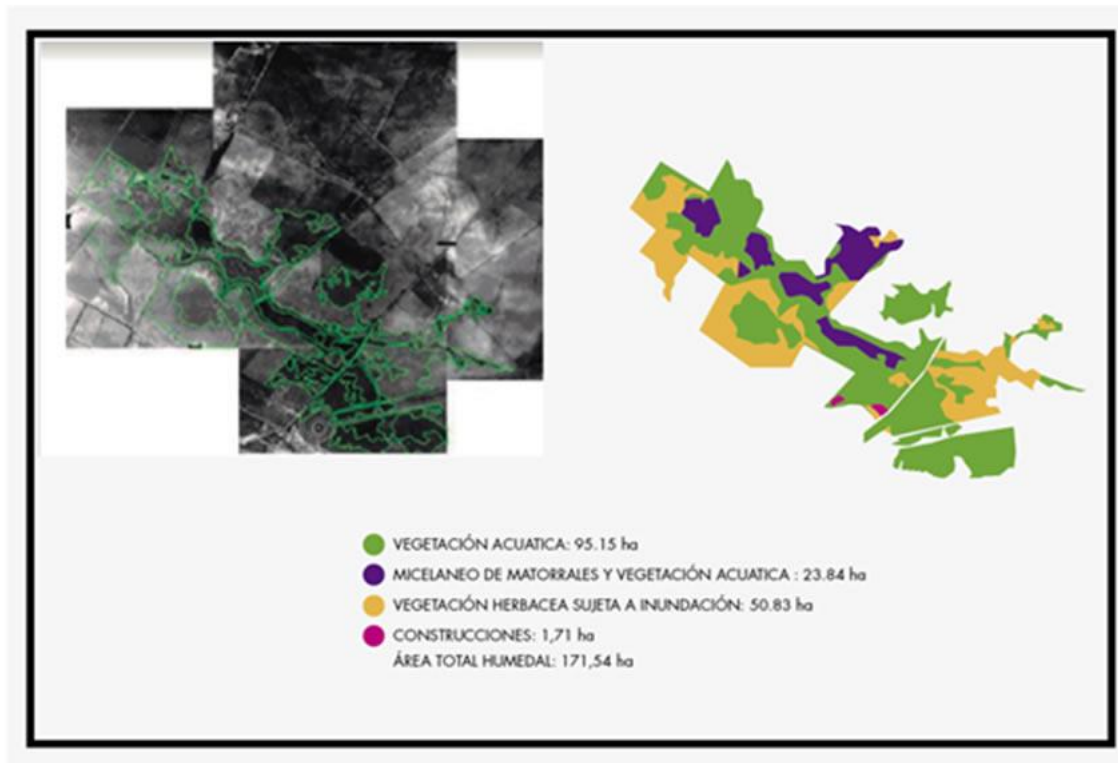 VEGETACIÓN ACUATICA: 95.15 ha
MICELANEO DE MATORRALES Y VEGETACIÓN ACUATICA : 23.84 ha
VEGETACIÓN HERBACEA SUJETA A INUNDACIÓN: 50.83 ha
CONSTRUCCIONES: 1,71 ha
ÁREA TOTAL HUMEDAL: 171,54 ha